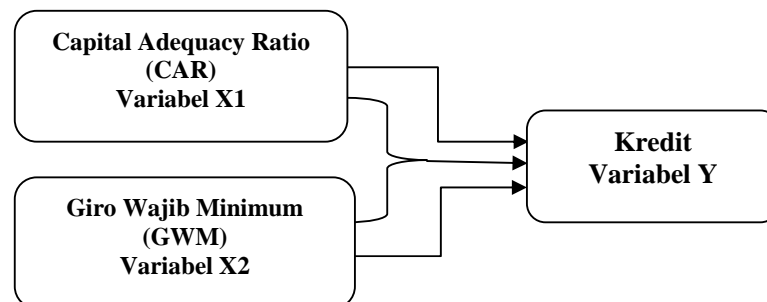 Capital Adequacy Ratio
(CAR)
Variabel X1
Giro Wajib Minimum
(GWM)
Variabel X2
Kredit
Variabel Y